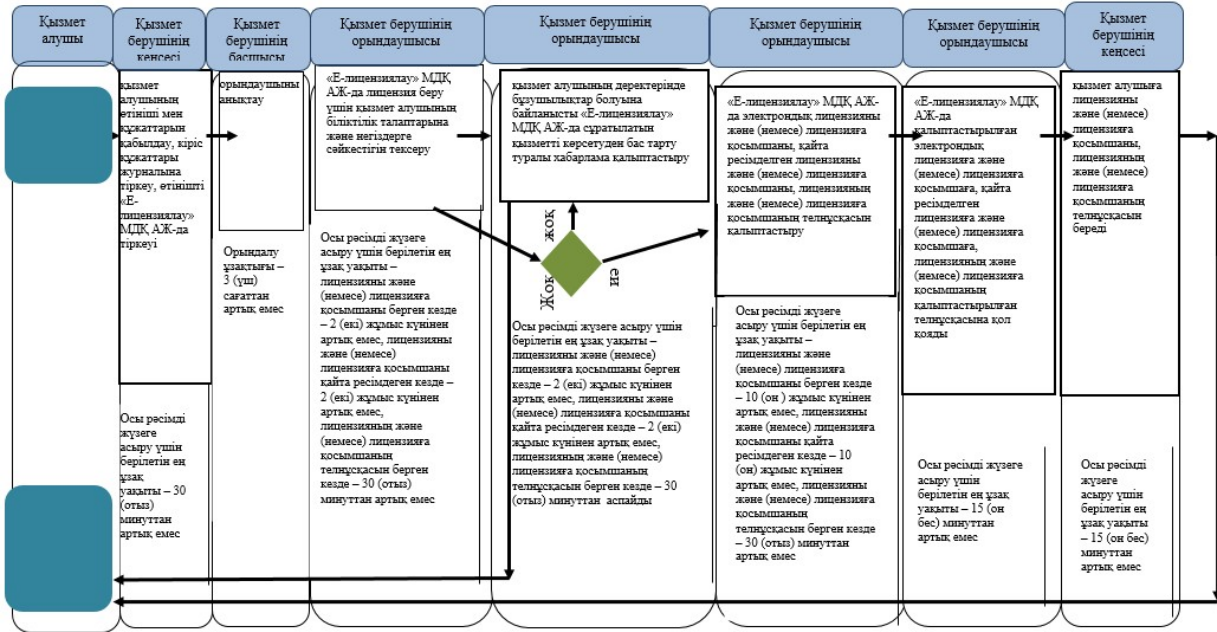 Қызмет
алушы
Қызмет
берушінің
кеңсесі
Қызмет
берушінің
басшысы
Қызмет берушінің
орындаушысы
Қызмет берушінің
орындаушысы
Қызмет
берушінің
орындаушысы
Қызмет
берушінің орындаушысы
Қызмет
берушінің
кеңсесі
қызмет
алушының
өтініші мен
құжаттарын
қабылдау, кіріс
құжаттары
журналына
тіркеу, өтінішті
«Е-
лицензиялау»
МДҚ АЖ-да
тіркеуі
Осы рәсімді
жүзеге
асыру үшін
берілетін ең
ұзақ
уақыты – 30
(отыз)
минуттан
артық емес
орындаушыны
анықтау
Орындалу
ұзақтығы –
3 (үш)
сағаттан
артық емес
«Е-лицензиялау» МДҚ
АЖ-да лицензия беру
үшін қызмет алушының
біліктілік талаптарына
және негіздерге
сәйкестігін тексеру
Осы рәсімді жүзеге
асыру үшін берілетін ең
ұзақ уақыты –
лицензияны және
(немесе) лицензияға
қосымшаны берген кезде
– 2 (екі) жұмыс күнінен
артық емес, лицензияны
және (немесе)
лицензияға қосымшаны
қайта ресімдеген кезде –
2 (екі) жұмыс күнінен
артық емес,
лицензияның және
(немесе) лицензияға
қосымшаның
телнұсқасын берген
кезде – 30 (отыз)
минуттан артық емес
қызмет алушының деректерінде
бұзушылықтар болуына
байланысты «Е-лицензиялау»
МДҚ АЖ-да сұратылатын
қызметті көрсетуден бас тарту
туралы хабарлама қалыптастыру
Жоқ
жоқ
еи
Осы рәсімді жүзеге асыру үшін
берілетін ең ұзақ уақыты –
лицензияны және (немесе)
лицензияға қосымшаны берген
кезде – 2 (екі) жұмыс күнінен
артық емес, лицензияны және
(немесе) лицензияға қосымшаны
қайта ресімдеген кезде – 2 (екі)
жұмыс күнінен артық емес,
лицензияның және (немесе)
лицензияға қосымшаның
телнұсқасын берген кезде – 30
(отыз) минуттан аспайды
«Е-лицензиялау» МДҚ АЖ-
да электрондық лицензияны
және (немесе) лицензияға
қосымшаны, қайта
ресімделген лицензияны
және (немесе) лицензияға
қосымшаны, лицензияның
және (немесе) лицензияға
қосымшаның телнұсқасын
қалыптастыру
Осы рәсімді жүзеге
асыру үшін берілетін ең
ұзақ уақыты –
лицензияны және
(немесе) лицензияға
қосымшаны берген кезде
– 10 (он ) жұмыс күнінен
артық емес, лицензияны
және (немесе) лицензияға
қосымшаны қайта
ресімдеген кезде – 10
(он) жұмыс күнінен
артық емес, лицензияны
және (немесе) лицензияға
қосымшаның
телнұсқасын берген кезде
– 30 (отыз) минуттан
артық емес
«Е-лицензиялау» МДҚ
АЖ-да
қалыптастырылған
электрондық
лицензияға және
(немесе) лицензияға
қосымшаға, қайта
ресімделген
лицензияға және
(немесе) лицензияға
қосымшаға,
лицензияның және
(немесе) лицензияға
қосымшаның
қалыптастырылған
телнұсқасына қол
қояды
Осы рәсімді жүзеге
асыру үшін
берілетін ең ұзақ
уақыты – 15 (он
бес) минуттан
артық емес
қызмет алушыға
лицензияны
және (немесе)
лицензияға
қосымшаны,
лицензияның
және (немесе)
лицензияға
қосымшаның
телнұсқасын
береді
Осы рәсімді
жүзеге
асыру үшін
берілетін ең
ұзақ уақыты
– 15 (он бес)
минуттан
артық емес